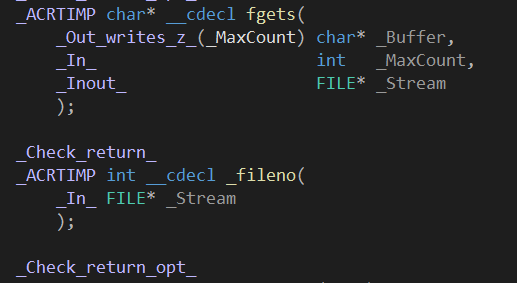 _ACRTIMP char* __cdecl fgets(
_Out_writes_z_(_MaxCount) char* _Buffer,
_In_ int _MaxCount,
_Inout_ FILE* _Stream
);
_Check_return_
_ACRTIMP int __cdecl _fileno(
_In_ FILE* _Stream
);
_Check_return_opt_